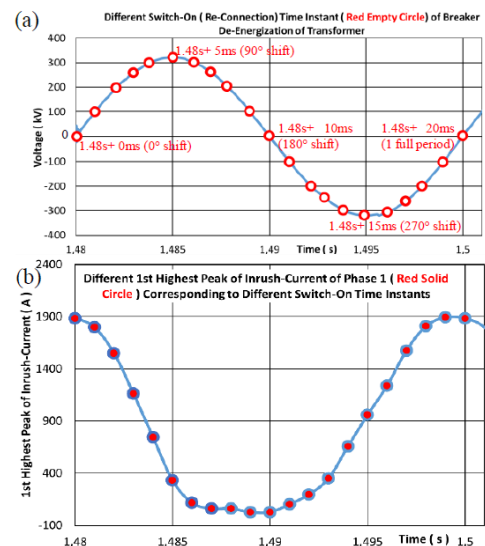 (a)
Different Switch-On ( Re-Connection) Time Instant ( Red Empty Circle) of Breaker
De-Energization of Transformer
Voltage ( kV)
400
300
200
100
0
-100
-200
-300
-400
1.48s+ 5ms (90° shift)
1.48s+ 0ms (0° shift)
1.48s+ 10ms
(180° shift)
1.48s+ 20ms
(1 full period)
1.48s+ 15ms (270° shift)
1,48
1,485
1,49
Time ( s)
1,495
1,5
(b)
Different 1st Highest Peak of Inrush-Current of Phase 1 ( Red Solid
Circle ) Corresponding to Different Switch-On Time Instants
1st Highest Peak of Inrush-Current ( A )
2400
1900
1400
900
400
-100
Time ( s )
1,48
1,485
1,49
1,495
1,5